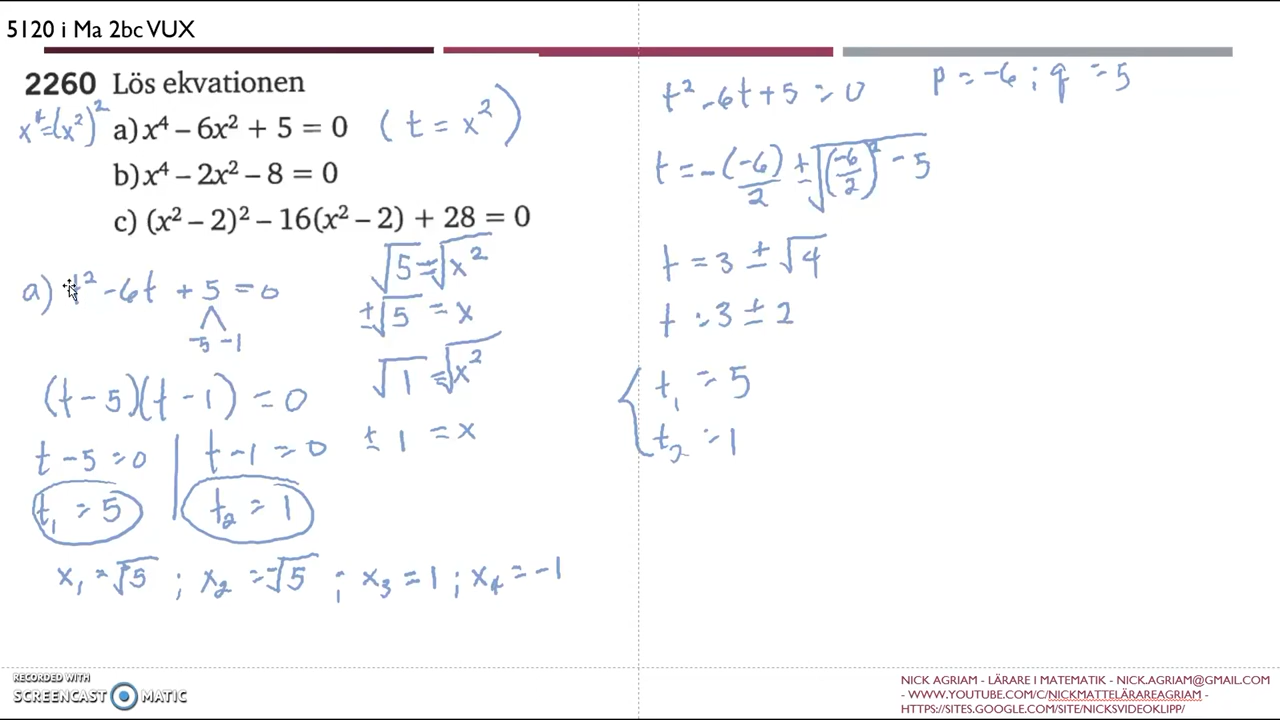 5120 i Ma 2bc VUX
2260 Lös ekvationen
x⁴=(x²)² a) x⁴ – 6x² + 5 = 0 ( t = x² )
b) x⁴ – 2x² – 8 = 0
c) (x² – 2)² – 16(x² – 2) + 28 = 0
a) t² -6t + 5 = 0
-5 -1
(t - 5)(t - 1) = 0
t - 5 = 0 | t - 1 = 0
t₁ = 5 | t₂ = 1
√5 = √x²
±√5 = x
√1 = √x²
± 1 = x
x₁ = √5 ; x₂ = -√5 ; x₃ = 1 ; x₄ = -1
t² - 6t + 5 = 0 p = -6 ; q = 5
t = -(-6)/2 ± √((-6/2)² - 5)
t = 3 ± √4
t = 3 ± 2
t₁ = 5
t₂ = 1
RECORDED WITH
SCREENCAST MATIC
NICK AGRIAM - LÄRARE I MATEMATIK - NICK.AGRIAM@GMAIL.COM
- WWW.YOUTUBE.COM/C/NICKMATTELÄRAREAGRIAM -
HTTPS://SITES.GOOGLE.COM/SITE/NICKSVIDEOKLIPP/